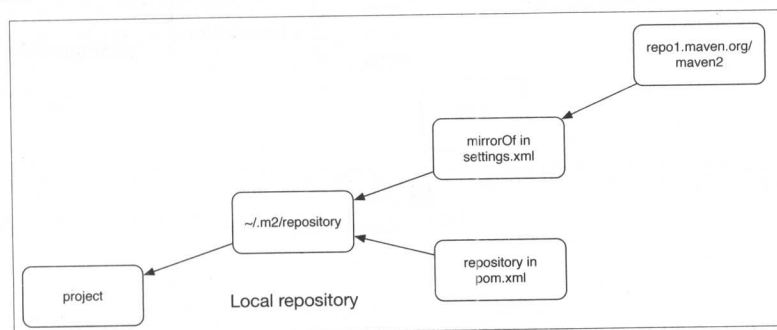 repo1.maven.org/
maven2
mirrorOf in
settings.xml
~/.m2/repository
repository in
pom.xml
project
Local repository